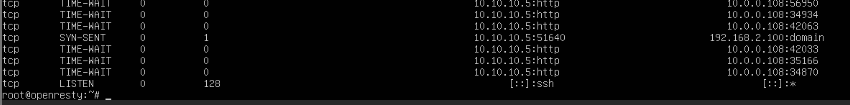 tcp TIME-WAIT 0 0 10.10.10.5:http 10.0.0.108:56950
tcp TIME-WAIT 0 0 10.10.10.5:http 10.0.0.108:34934
tcp TIME-WAIT 0 0 10.10.10.5:http 10.0.0.108:42063
tcp SYN-SENT 0 1 10.10.10.5:51640 192.168.2.100:domain
tcp TIME-WAIT 0 0 10.10.10.5:http 10.0.0.108:42033
tcp TIME-WAIT 0 0 10.10.10.5:http 10.0.0.108:35166
tcp TIME-WAIT 0 0 10.10.10.5:http 10.0.0.108:34870
tcp LISTEN 0 128 [::]:ssh [::]:*
root@openresty:~# _